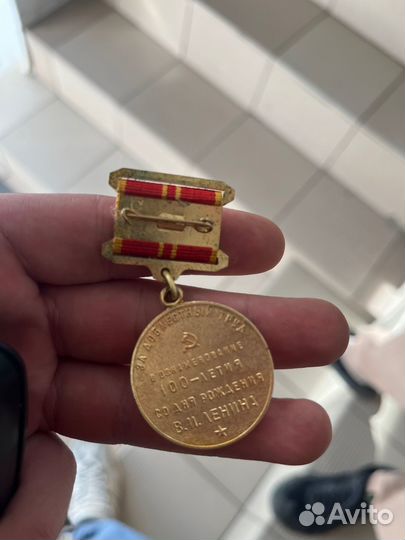 ЗА ДОБЛЕСТНЫЙ ТРУД
В ОЗНАМЕНОВАНИЕ
100-ЛЕТИЯ
СО ДНЯ РОЖДЕНИЯ
В.И. ЛЕНИНА
Avito